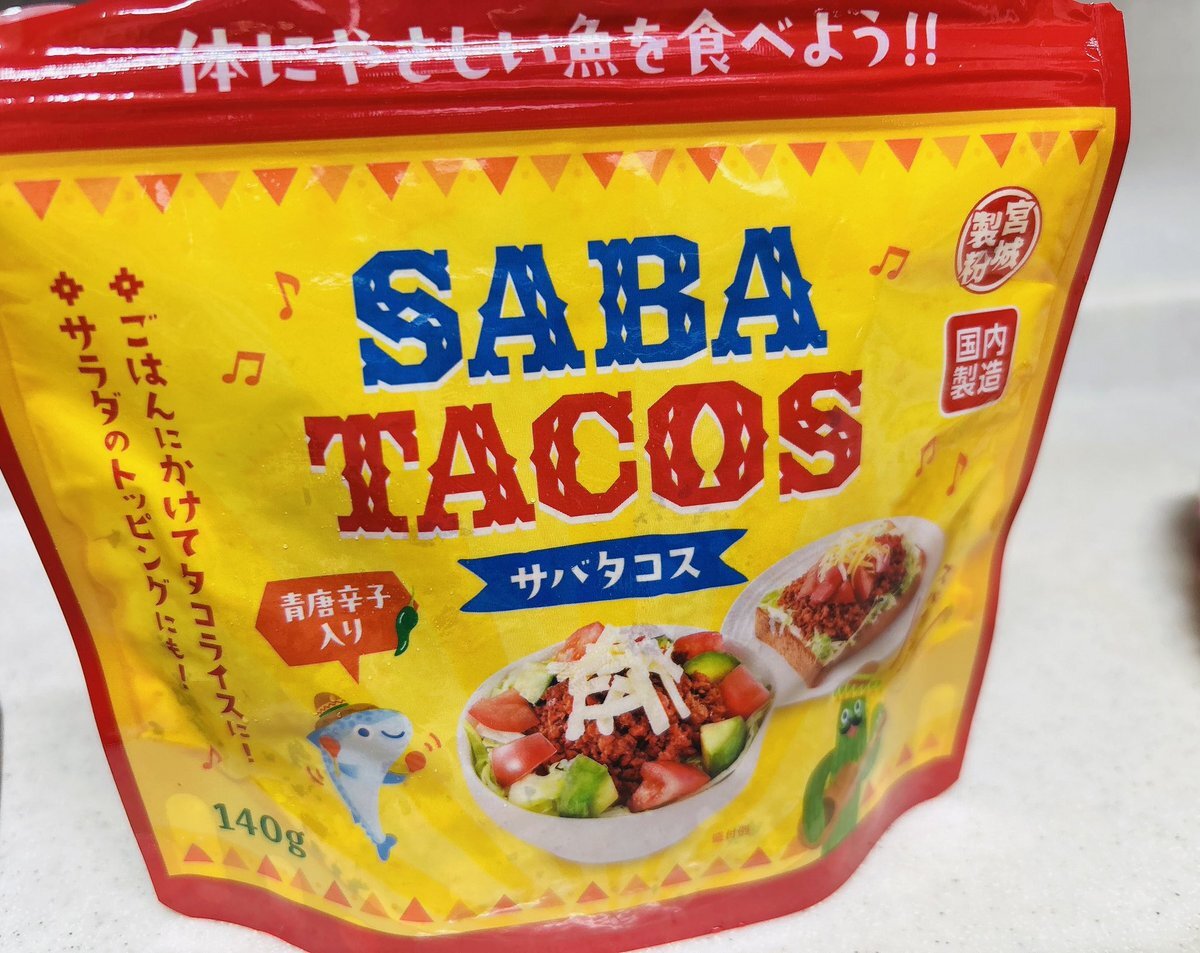 体にやさしい魚を食べよう!!
SABA
TACOS
サバタコス
宮城
製粉
国内
製造
ごはんにかけてタコライスに!
サラダのトッピングにも!
青唐辛子
入り
140g
盛付例